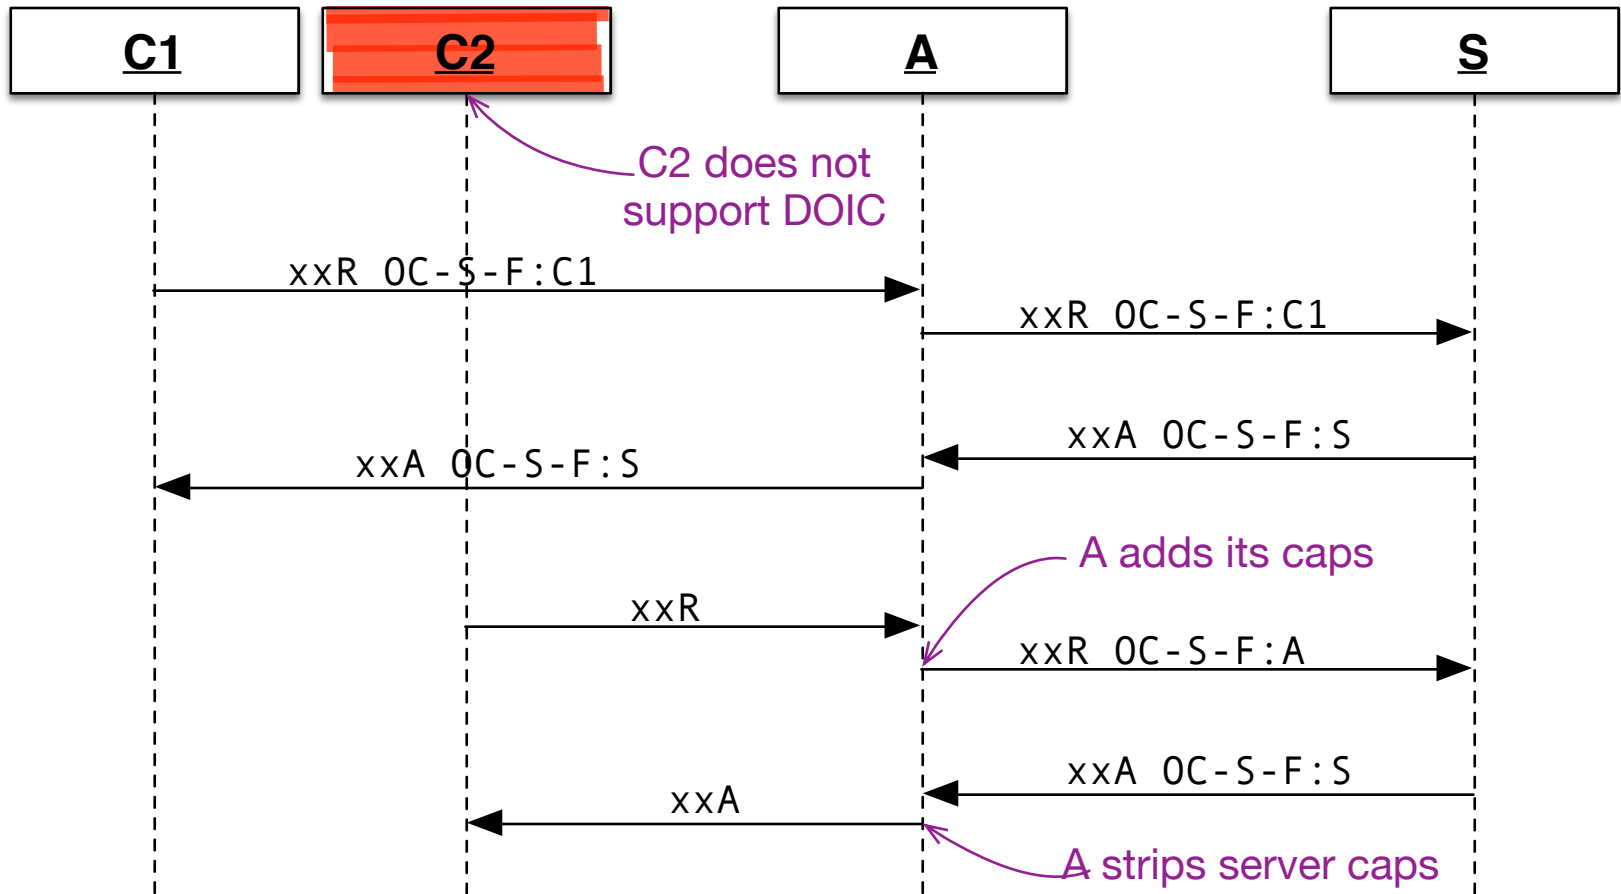 C1
C2
A
S
C2 does not
support DOIC
xxR OC-S-F:C1
xxR OC-S-F:C1
xxA OC-S-F:S
xxA OC-S-F:S
A adds its caps
xxR
xxR OC-S-F:A
xxA OC-S-F:S
xxA
A strips server caps